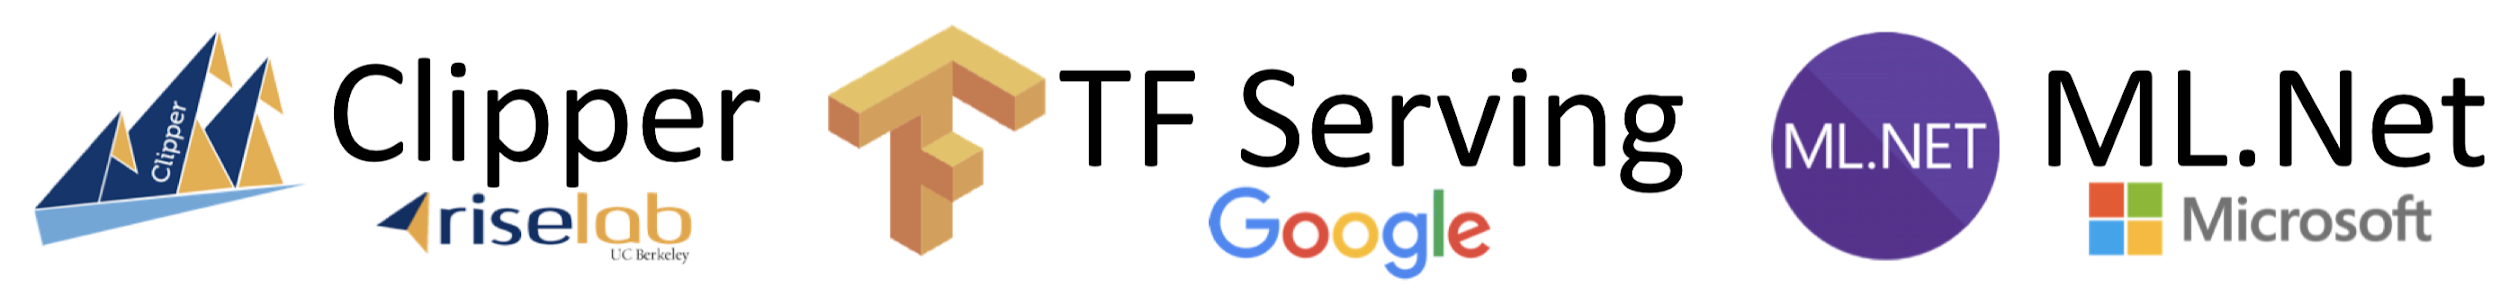 Clipper
Clipper
riselab
UC Berkeley
TF Serving
Google
ML.NET
ML.Net
Microsoft